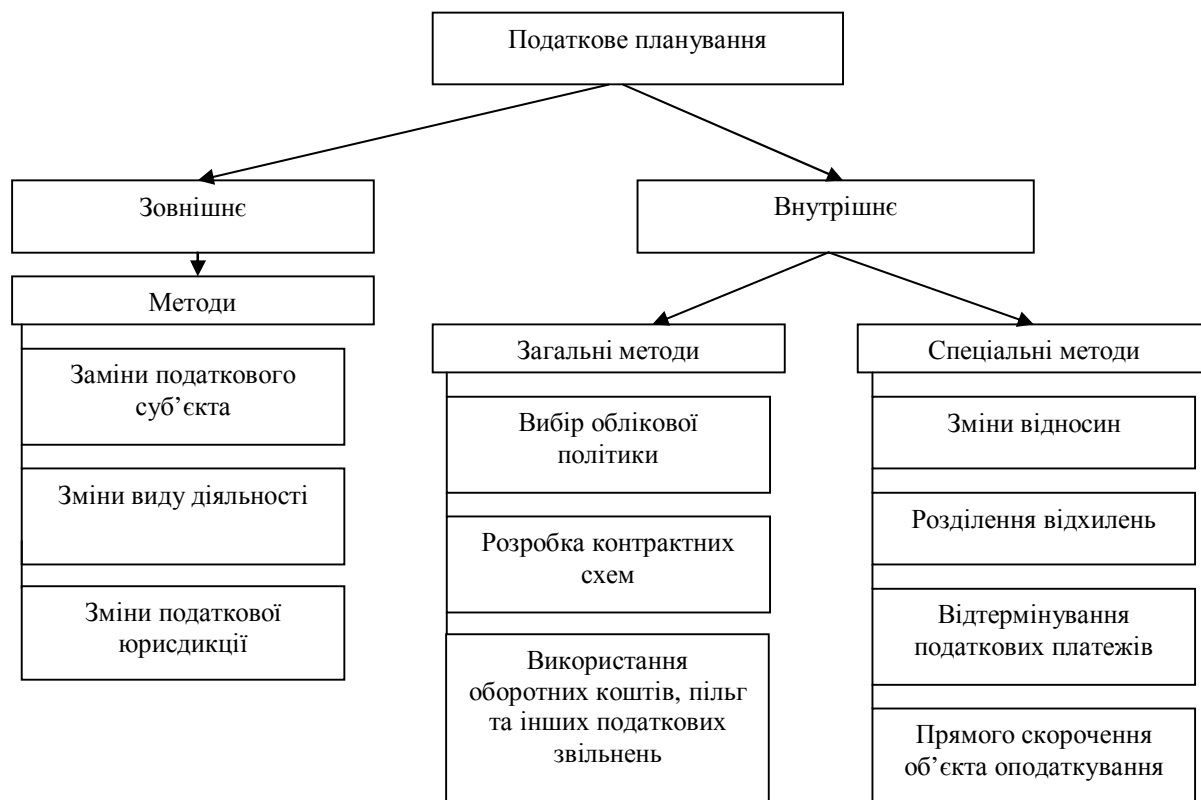 Податкове планування
Зовнішнє
Методи
Заміни податкового
суб’єкта
Зміни виду діяльності
Зміни податкової
юрисдикції
Внутрішнє
Загальні методи
Вибір облікової
політики
Розробка контрактних
схем
Використання
оборотних коштів, пільг
та інших податкових
звільнень
Спеціальні методи
Зміни відносин
Розділення відхилень
Відтермінування
податкових платежів
Прямого скорочення
об’єкта оподаткування